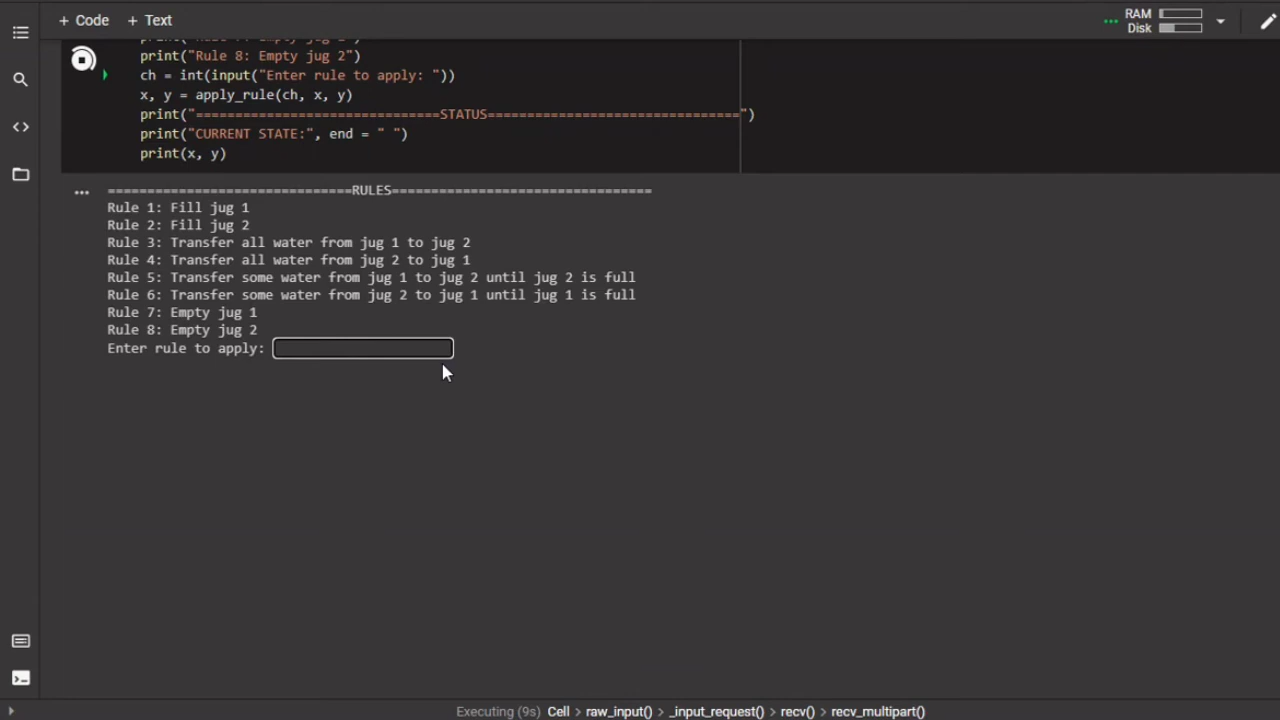 + Code + Text
RAM
Disk
print("Rule 8: Empty jug 2")
ch = int(input("Enter rule to apply: "))
x, y = apply_rule(ch, x, y)
print("===============================STATUS================================")
print("CURRENT STATE:", end = " ")
print(x, y)
===============================RULES=================================
Rule 1: Fill jug 1
Rule 2: Fill jug 2
Rule 3: Transfer all water from jug 1 to jug 2
Rule 4: Transfer all water from jug 2 to jug 1
Rule 5: Transfer some water from jug 1 to jug 2 until jug 2 is full
Rule 6: Transfer some water from jug 2 to jug 1 until jug 1 is full
Rule 7: Empty jug 1
Rule 8: Empty jug 2
Enter rule to apply:
Executing (9s) Cell > raw_input() > _input_request() > recv() > recv_multipart()